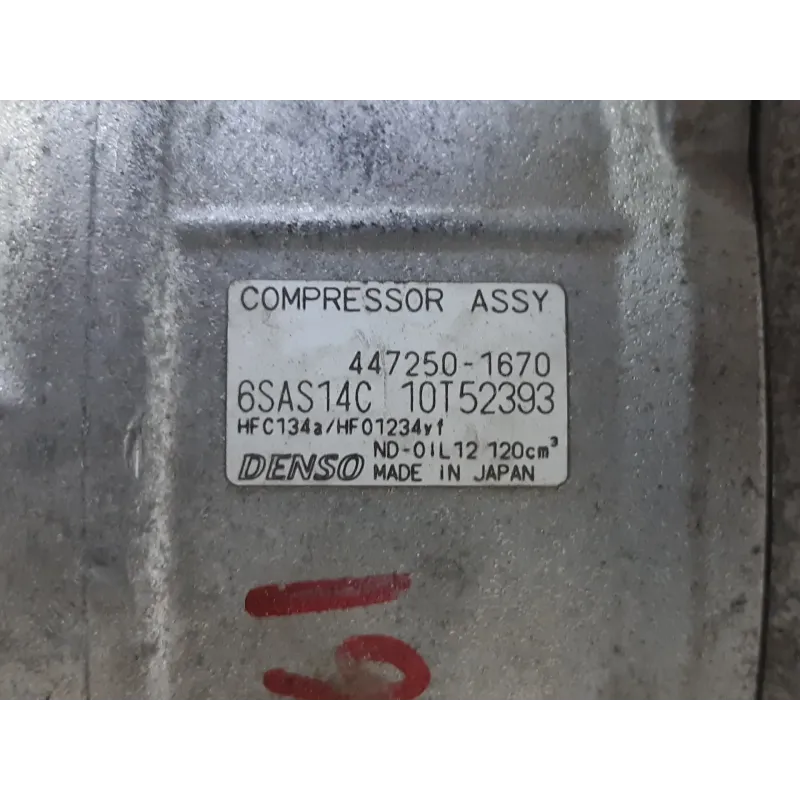 COMPRESSOR ASSY
447250-1670
6SAS14C 10T52393
HFC134a/HFO1234yf
ND-OIL12 120cm³
DENSO MADE IN JAPAN